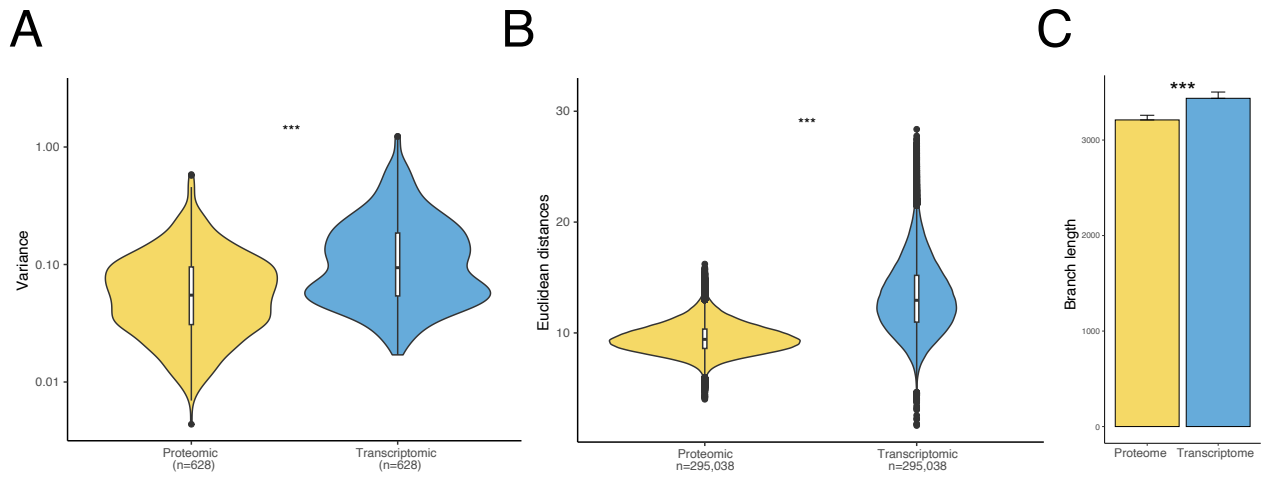 A
Variance
1.00
0.10
0.01
***
Proteomic
(n=628)
Transcriptomic
(n=628)
B
Euclidean distances
30
20
10
***
Proteomic
n=295,038
Transcriptomic
n=295,038
C
Branch length
3000
2000
1000
0
***
Proteome
Transcriptome